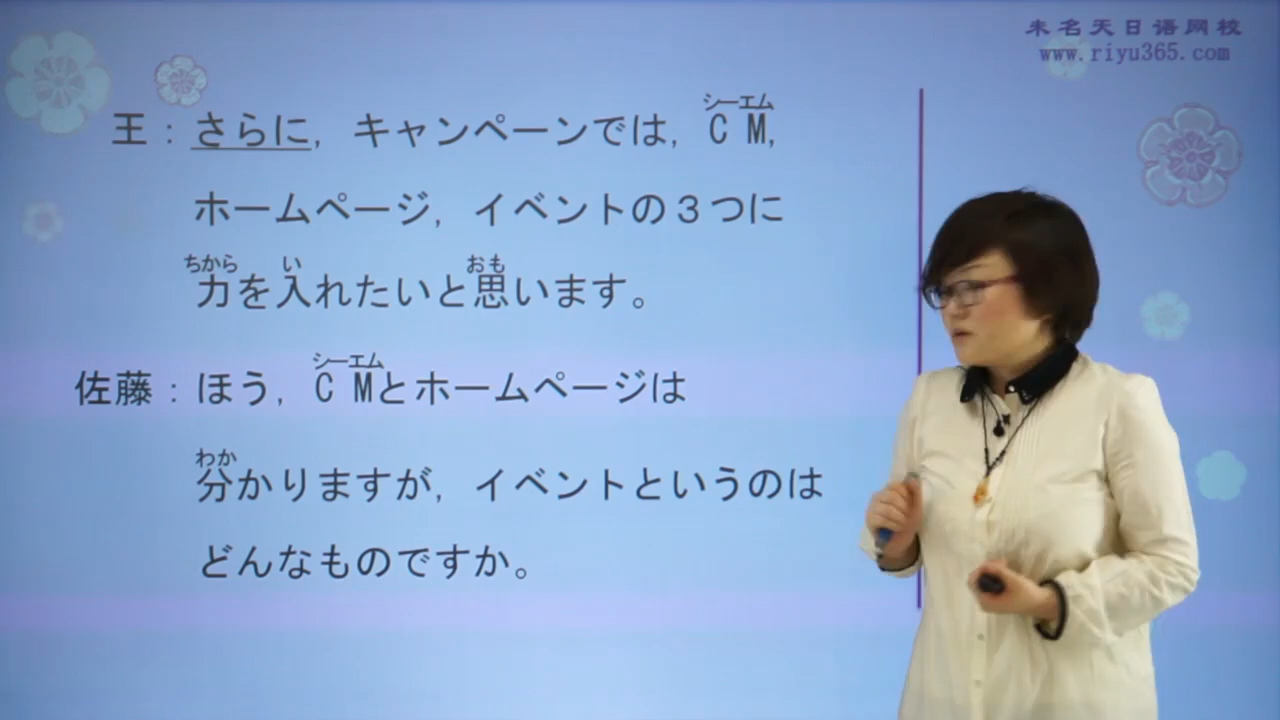 未名天日语网校
www.riyu365.com
シーエム
王：さらに，キャンペーンでは，CM，
ホームページ，イベントの３つに
ちから い おも
力を入れたいと思います。
シーエム
佐藤：ほう，CMとホームページは
わ
分かりますが，イベントというのは
どんなものですか。